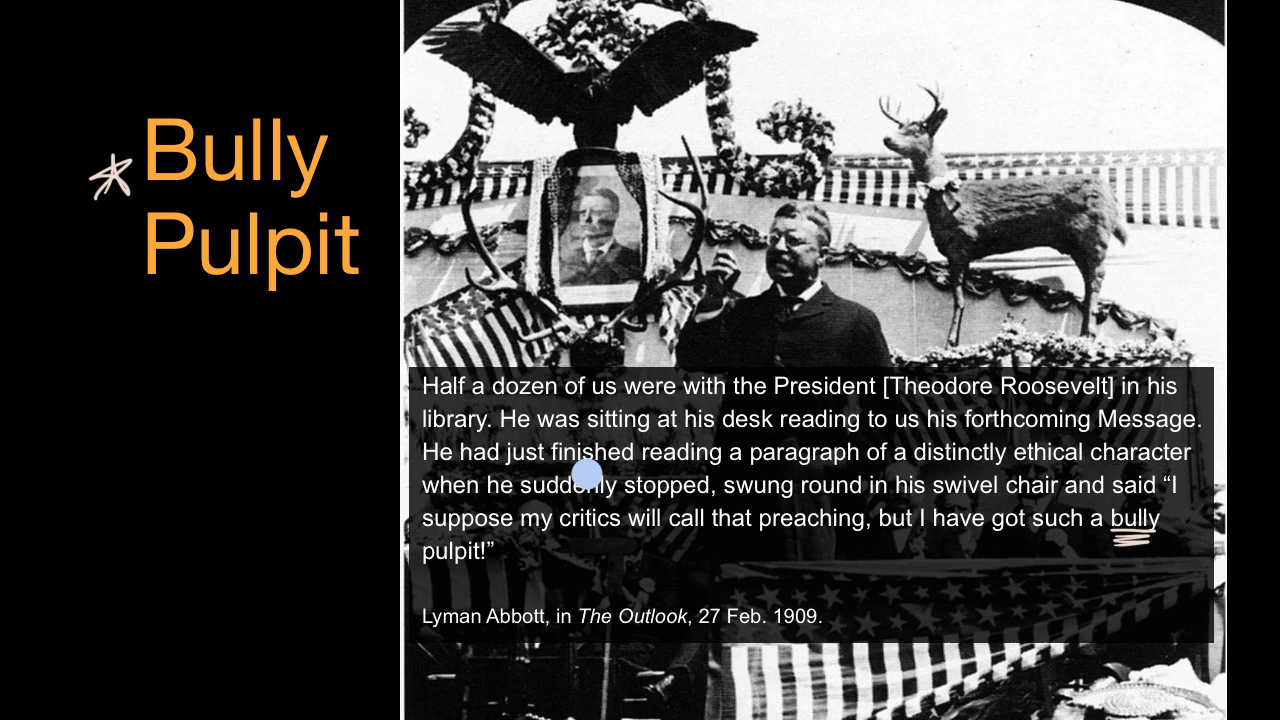 Bully
Pulpit
Half a dozen of us were with the President [Theodore Roosevelt] in his
library. He was sitting at his desk reading to us his forthcoming Message.
He had just finished reading a paragraph of a distinctly ethical character
when he suddenly stopped, swung round in his swivel chair and said “I
suppose my critics will call that preaching, but I have got such a bully
pulpit!”
Lyman Abbott, in The Outlook, 27 Feb. 1909.